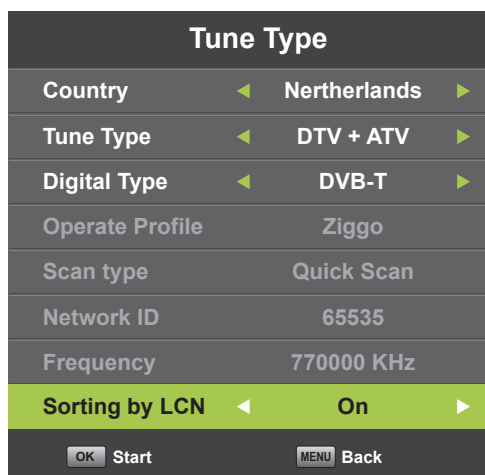 Tune Type
Country Nertherlands
Tune Type DTV + ATV
Digital Type DVB-T
Operate Profile Ziggo
Scan type Quick Scan
Network ID 65535
Frequency 770000 KHz
Sorting by LCN On
OK Start MENU Back